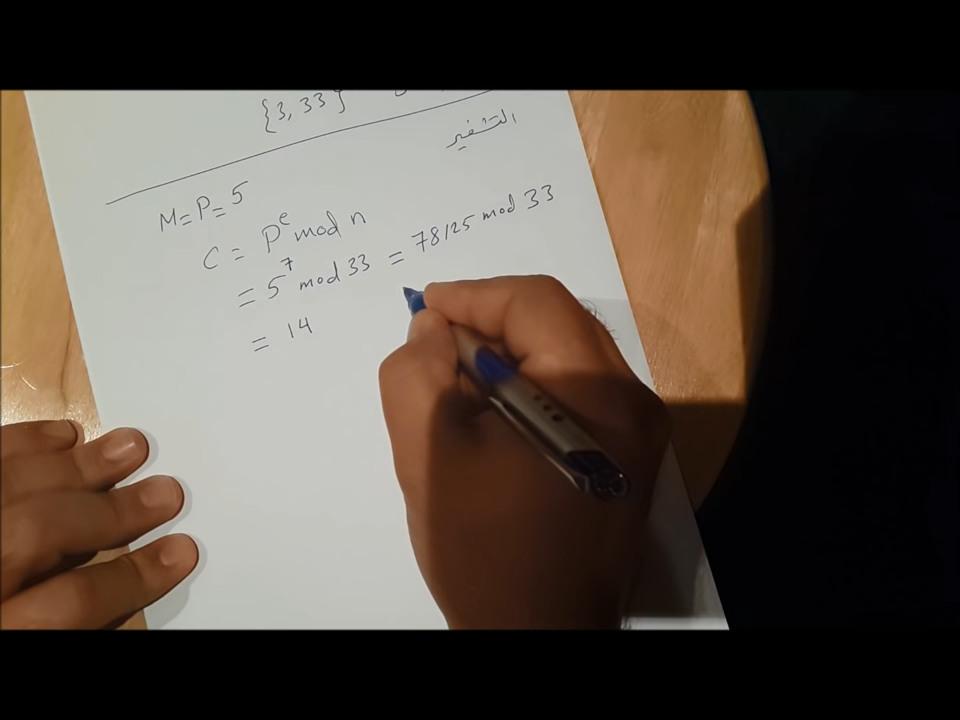 {3, 33}
التشفير
M = P = 5
C = P^e mod n
= 5^7 mod 33 = 78125 mod 33
= 14